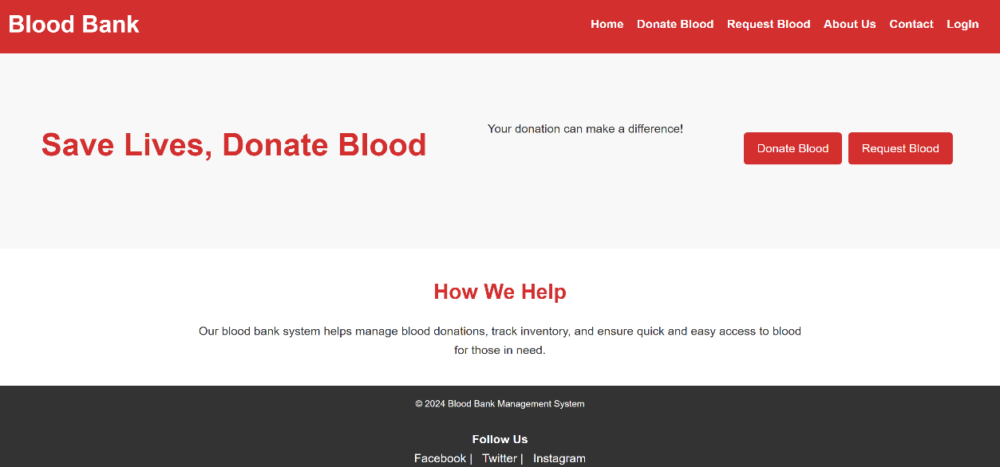 Blood Bank
Home Donate Blood Request Blood About Us Contact LogIn
Save Lives, Donate Blood
Your donation can make a difference!
Donate Blood Request Blood
How We Help
Our blood bank system helps manage blood donations, track inventory, and ensure quick and easy access to blood
for those in need.
© 2024 Blood Bank Management System
Follow Us
Facebook | Twitter | Instagram